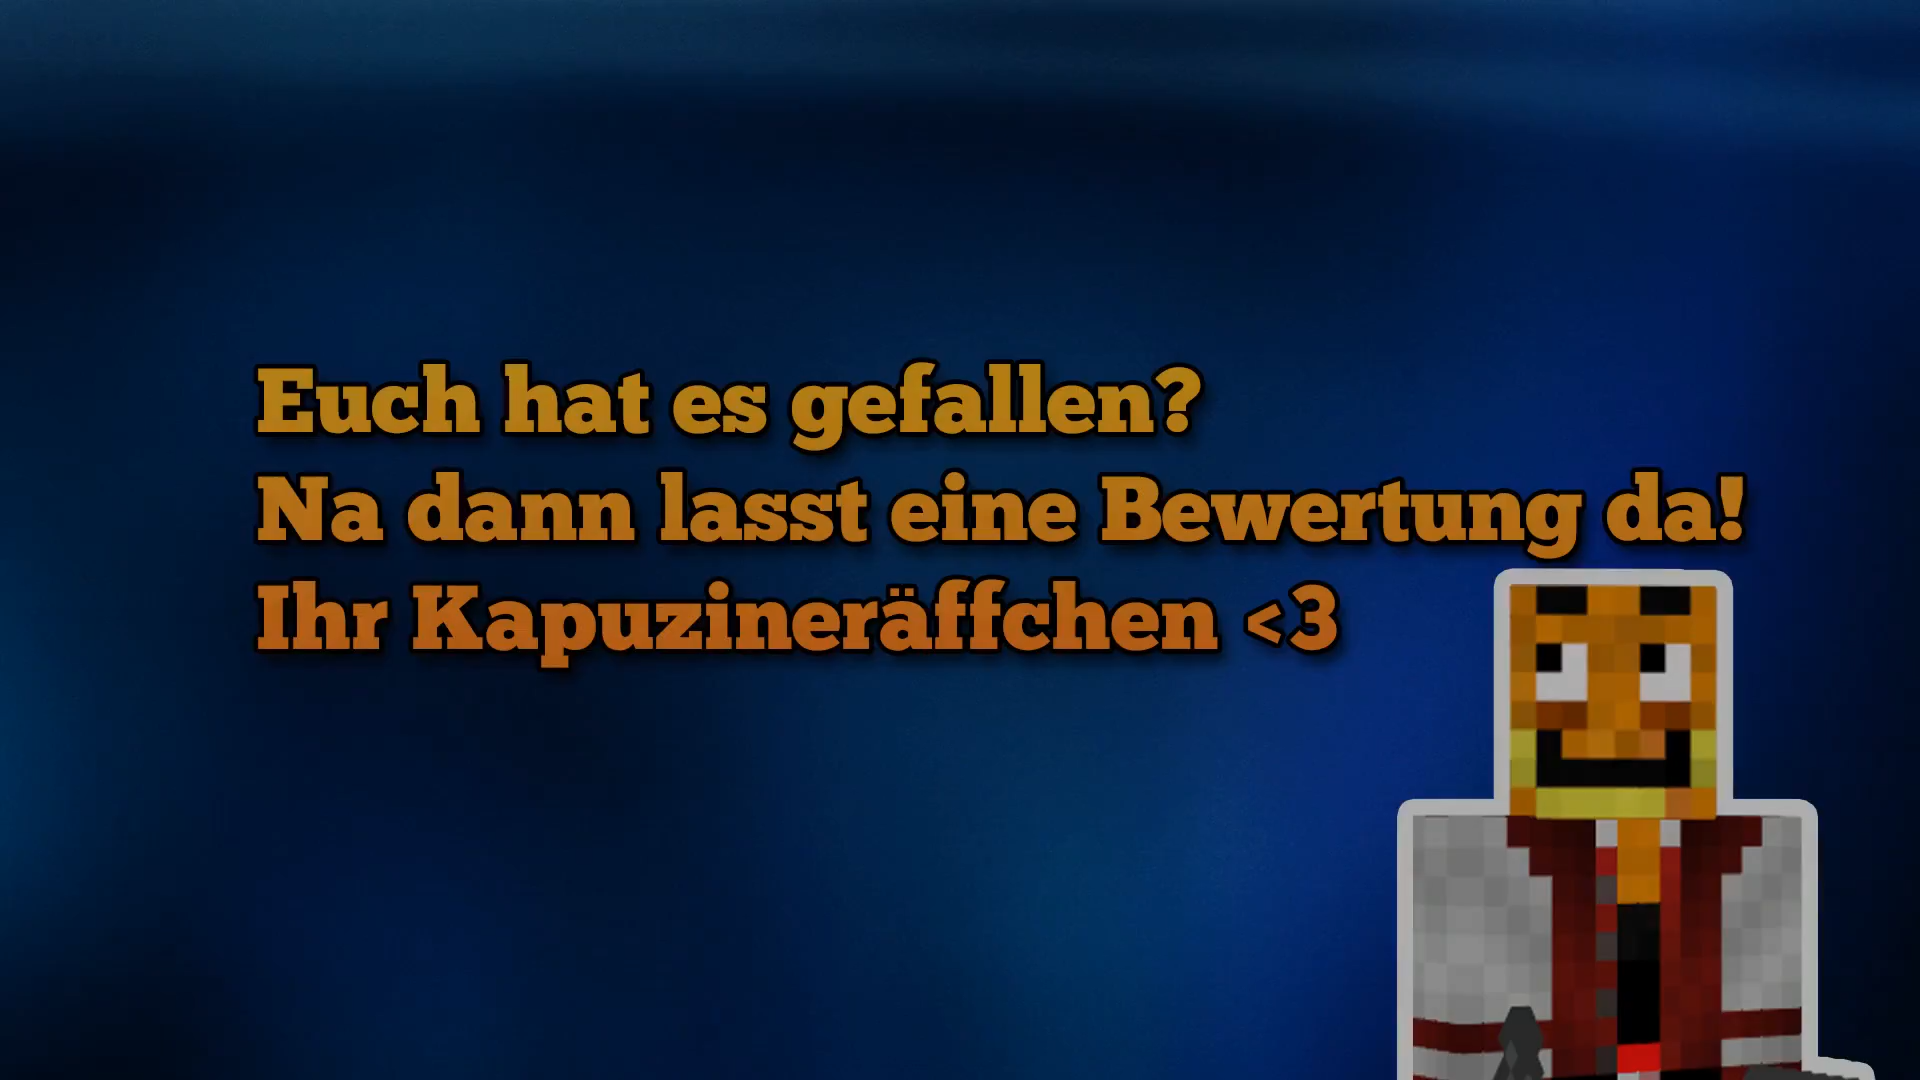 Euch hat es gefallen?
Na dann lasst eine Bewertung da!
Ihr Kapuzineräffchen <3